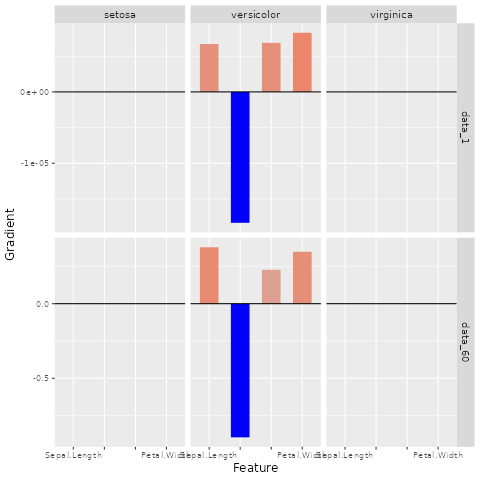 setosa
versicolor
virginica
0e+00
-1e-05
data_1
0.0
-0.5
data_60
Gradient
Sepal.Length
Petal.Width
Sepal.Length
Petal.Width
Sepal.Length
Petal.Width
Feature